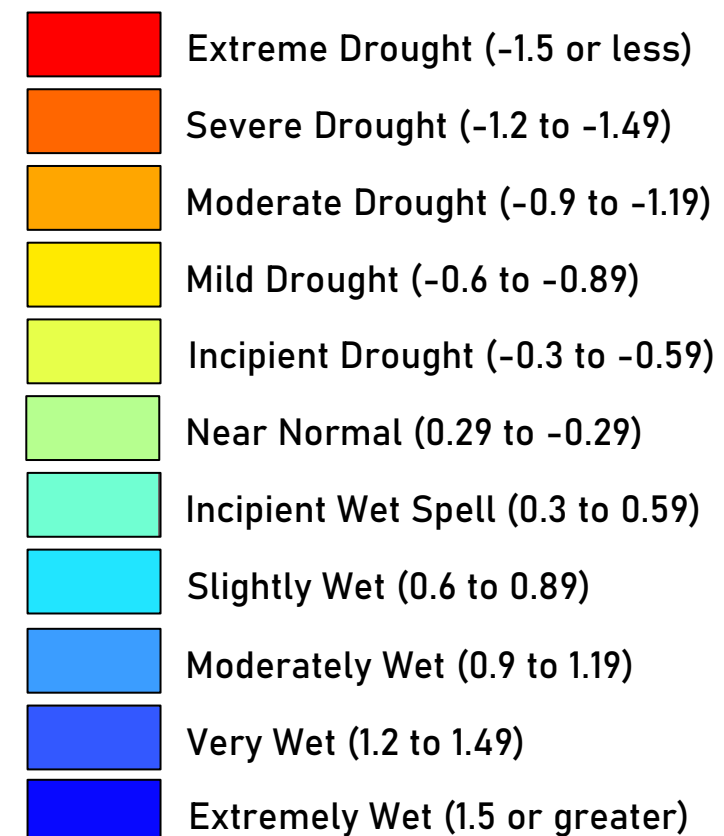 Extreme Drought (-1.5 or less)
Severe Drought (-1.2 to -1.49)
Moderate Drought (-0.9 to -1.19)
Mild Drought (-0.6 to -0.89)
Incipient Drought (-0.3 to -0.59)
Near Normal (0.29 to -0.29)
Incipient Wet Spell (0.3 to 0.59)
Slightly Wet (0.6 to 0.89)
Moderately Wet (0.9 to 1.19)
Very Wet (1.2 to 1.49)
Extremely Wet (1.5 or greater)